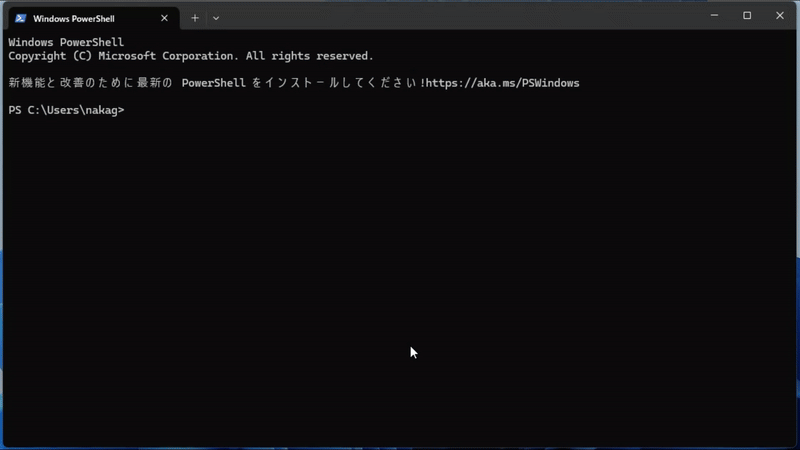 Windows PowerShell
Windows PowerShell
Copyright (C) Microsoft Corporation. All rights reserved.
新機能と改善のために最新の PowerShell をインストールしてください!https://aka.ms/PSWindows
PS C:\Users\nakag>